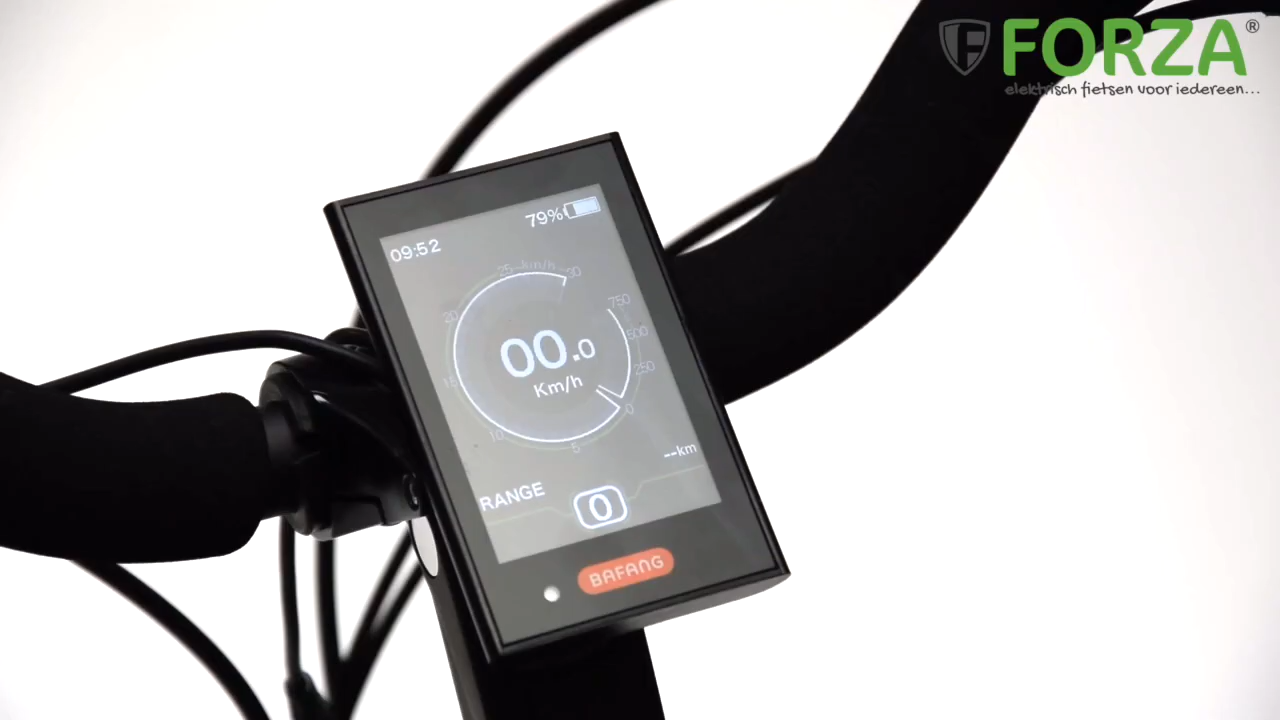 FORZA®
elektrisch fietsen voor iedereen...
79%
09:52
25 km/h 30
20
750
500
00.0
250
Km/h
15
0
10
5
--km
RANGE
0
BAFANG